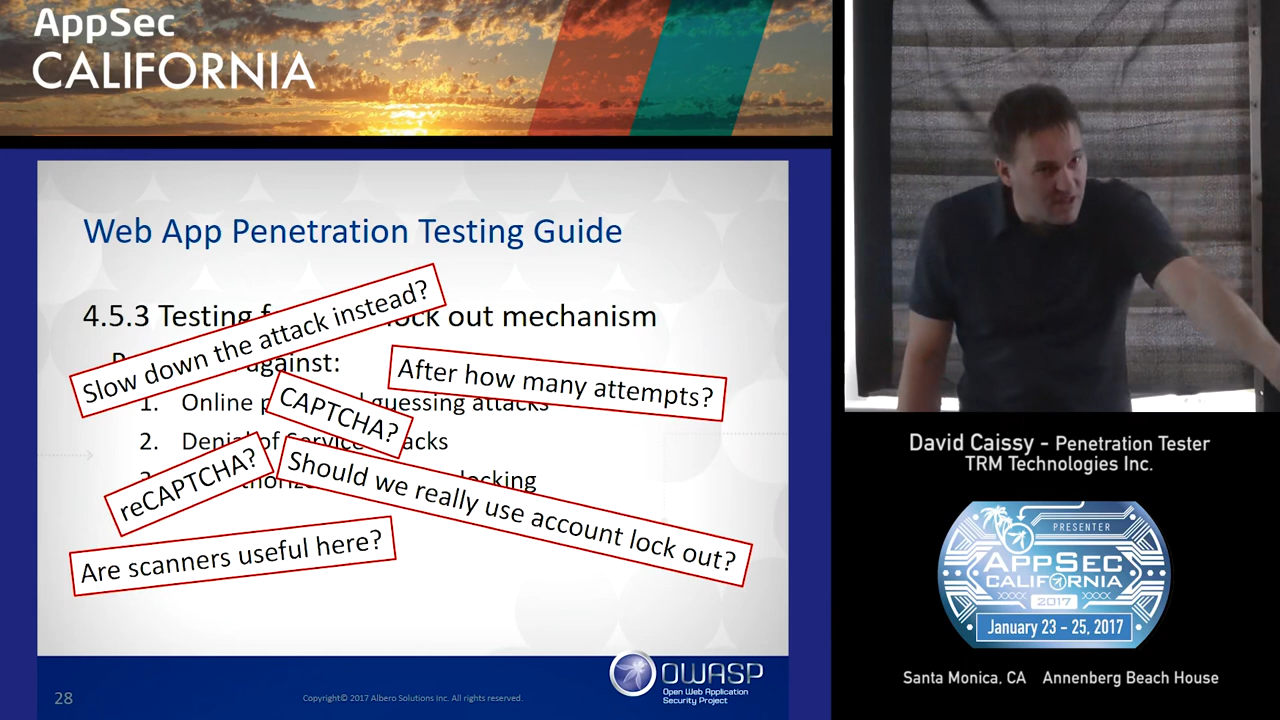 AppSec
CALIFORNIA
Web App Penetration Testing Guide
4.5.3 Testing lock out mechanism
Slow down the attack instead?
against:
After how many attempts?
1. Online guessing attacks
CAPTCHA?
2. Denial of Service
reCAPTCHA?
Should we really use account lock out?
Are scanners useful here?
28
Copyright© 2017 Albero Solutions Inc. All rights reserved.
OWASP
Open Web Application
Security Project
David Caissy - Penetration Tester
TRM Technologies Inc.
PRESENTER
APPSEC
CALIFORNIA
2017
January 23 - 25, 2017
Santa Monica, CA Annenberg Beach House